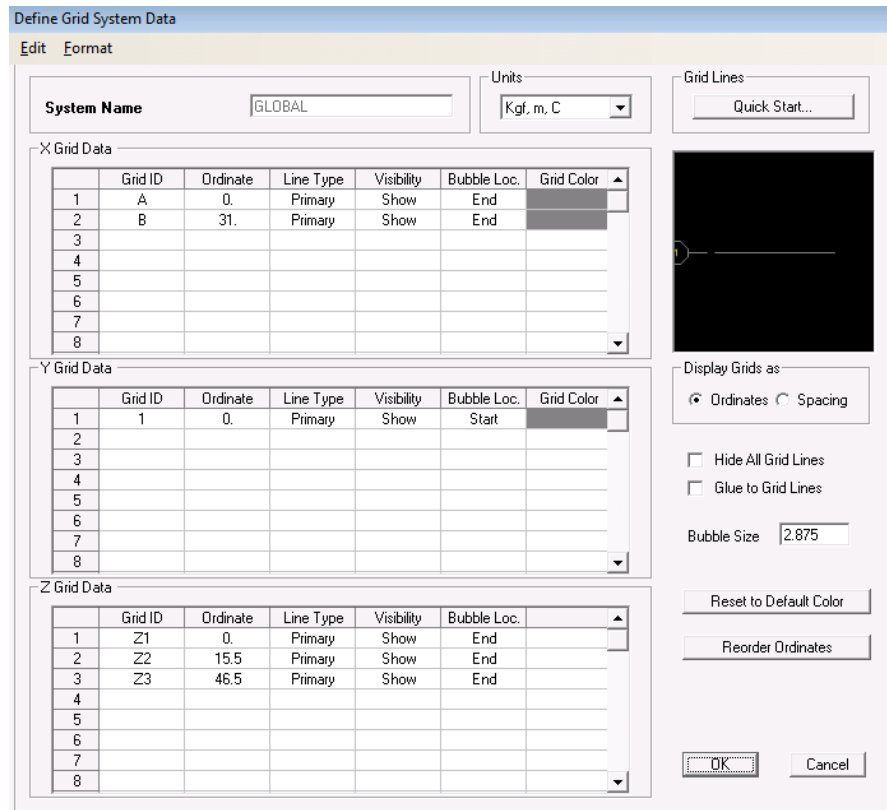 Define Grid System Data
Edit Format
System Name GLOBAL
Units
Kgf, m, C
Grid Lines
Quick Start...
X Grid Data
Grid ID Ordinate Line Type Visibility Bubble Loc. Grid Color
1 A 0. Primary Show End
2 B 31. Primary Show End
3
4
5
6
7
8
1
Y Grid Data
Grid ID Ordinate Line Type Visibility Bubble Loc. Grid Color
1 1 0. Primary Show Start
2
3
4
5
6
7
8
Display Grids as
Ordinates Spacing
Hide All Grid Lines
Glue to Grid Lines
Bubble Size 2.875
Z Grid Data
Grid ID Ordinate Line Type Visibility Bubble Loc.
1 Z1 0. Primary Show End
2 Z2 15.5 Primary Show End
3 Z3 46.5 Primary Show End
4
5
6
7
8
Reset to Default Color
Reorder Ordinates
OK Cancel